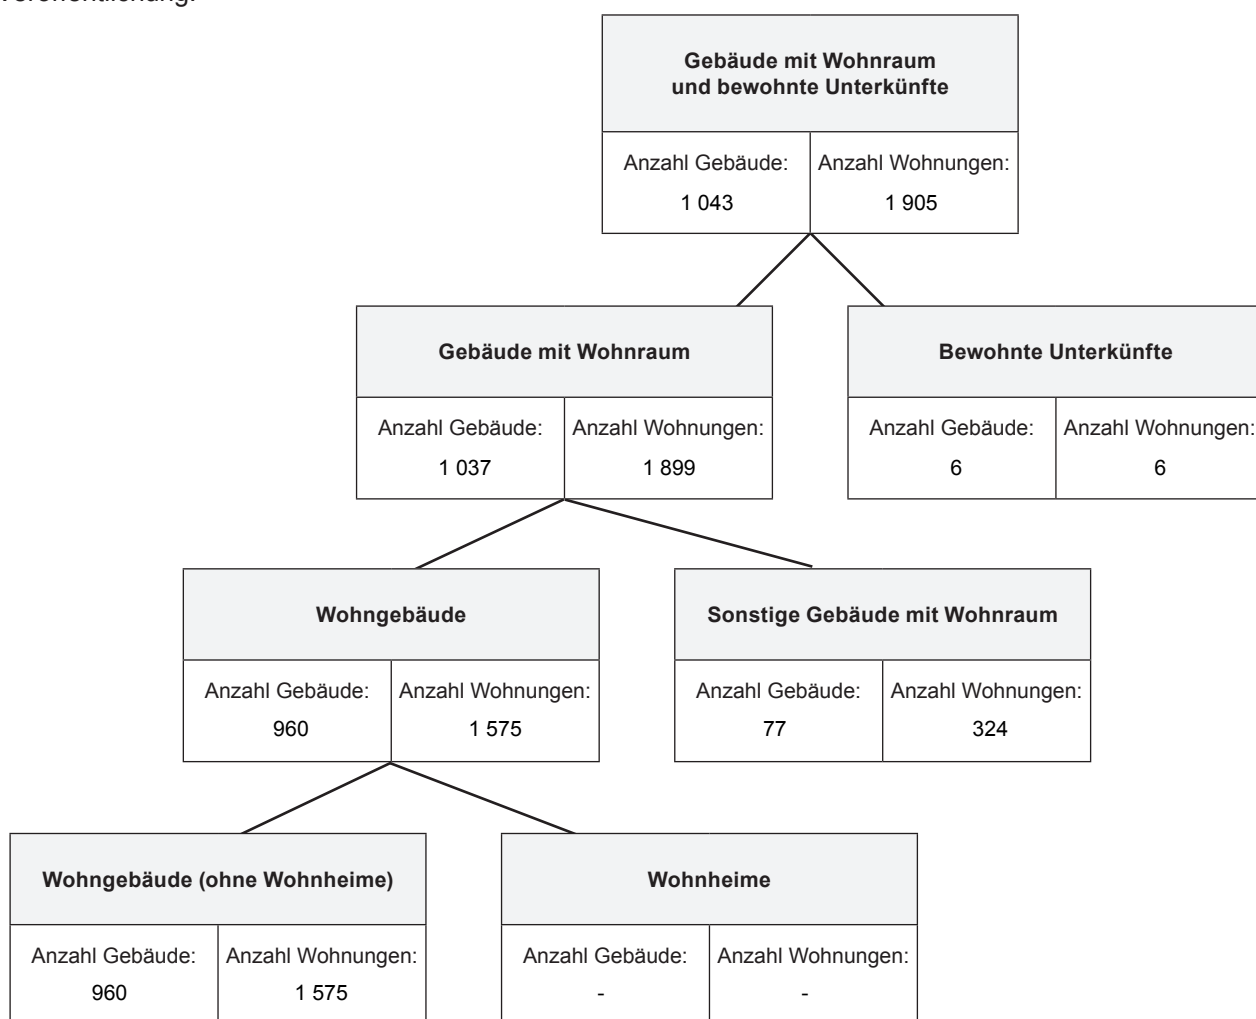 Veröffentlichung.
Gebäude mit Wohnraum
und bewohnte Unterkünfte
Anzahl Gebäude:
1 043
Anzahl Wohnungen:
1 905
Gebäude mit Wohnraum
Anzahl Gebäude:
1 037
Anzahl Wohnungen:
1 899
Bewohnte Unterkünfte
Anzahl Gebäude:
6
Anzahl Wohnungen:
6
Wohngebäude
Anzahl Gebäude:
960
Anzahl Wohnungen:
1 575
Sonstige Gebäude mit Wohnraum
Anzahl Gebäude:
77
Anzahl Wohnungen:
324
Wohngebäude (ohne Wohnheime)
Anzahl Gebäude:
960
Anzahl Wohnungen:
1 575
Wohnheime
Anzahl Gebäude:
-
Anzahl Wohnungen:
-